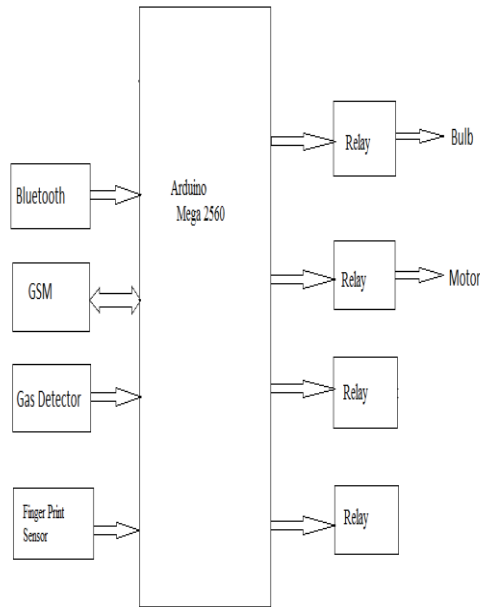 Bluetooth
GSM
Gas Detector
Finger Print
Sensor
Arduino
Mega 2560
Relay
Bulb
Relay
Motor
Relay
Relay